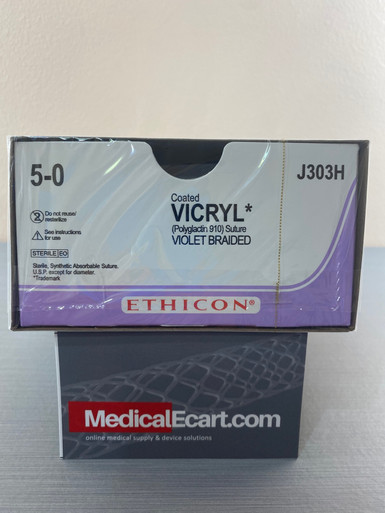 5-0
J303H
Coated
VICRYL*
(Polyglactin 910) Suture
VIOLET BRAIDED
2 Do not reuse/
resterilize
See instructions
for use
STERILE EO
Sterile, Synthetic Absorbable Suture.
U.S.P. except for diameter.
*Trademark
ETHICON®
MedicalEcart.com
online medical supply & device solutions